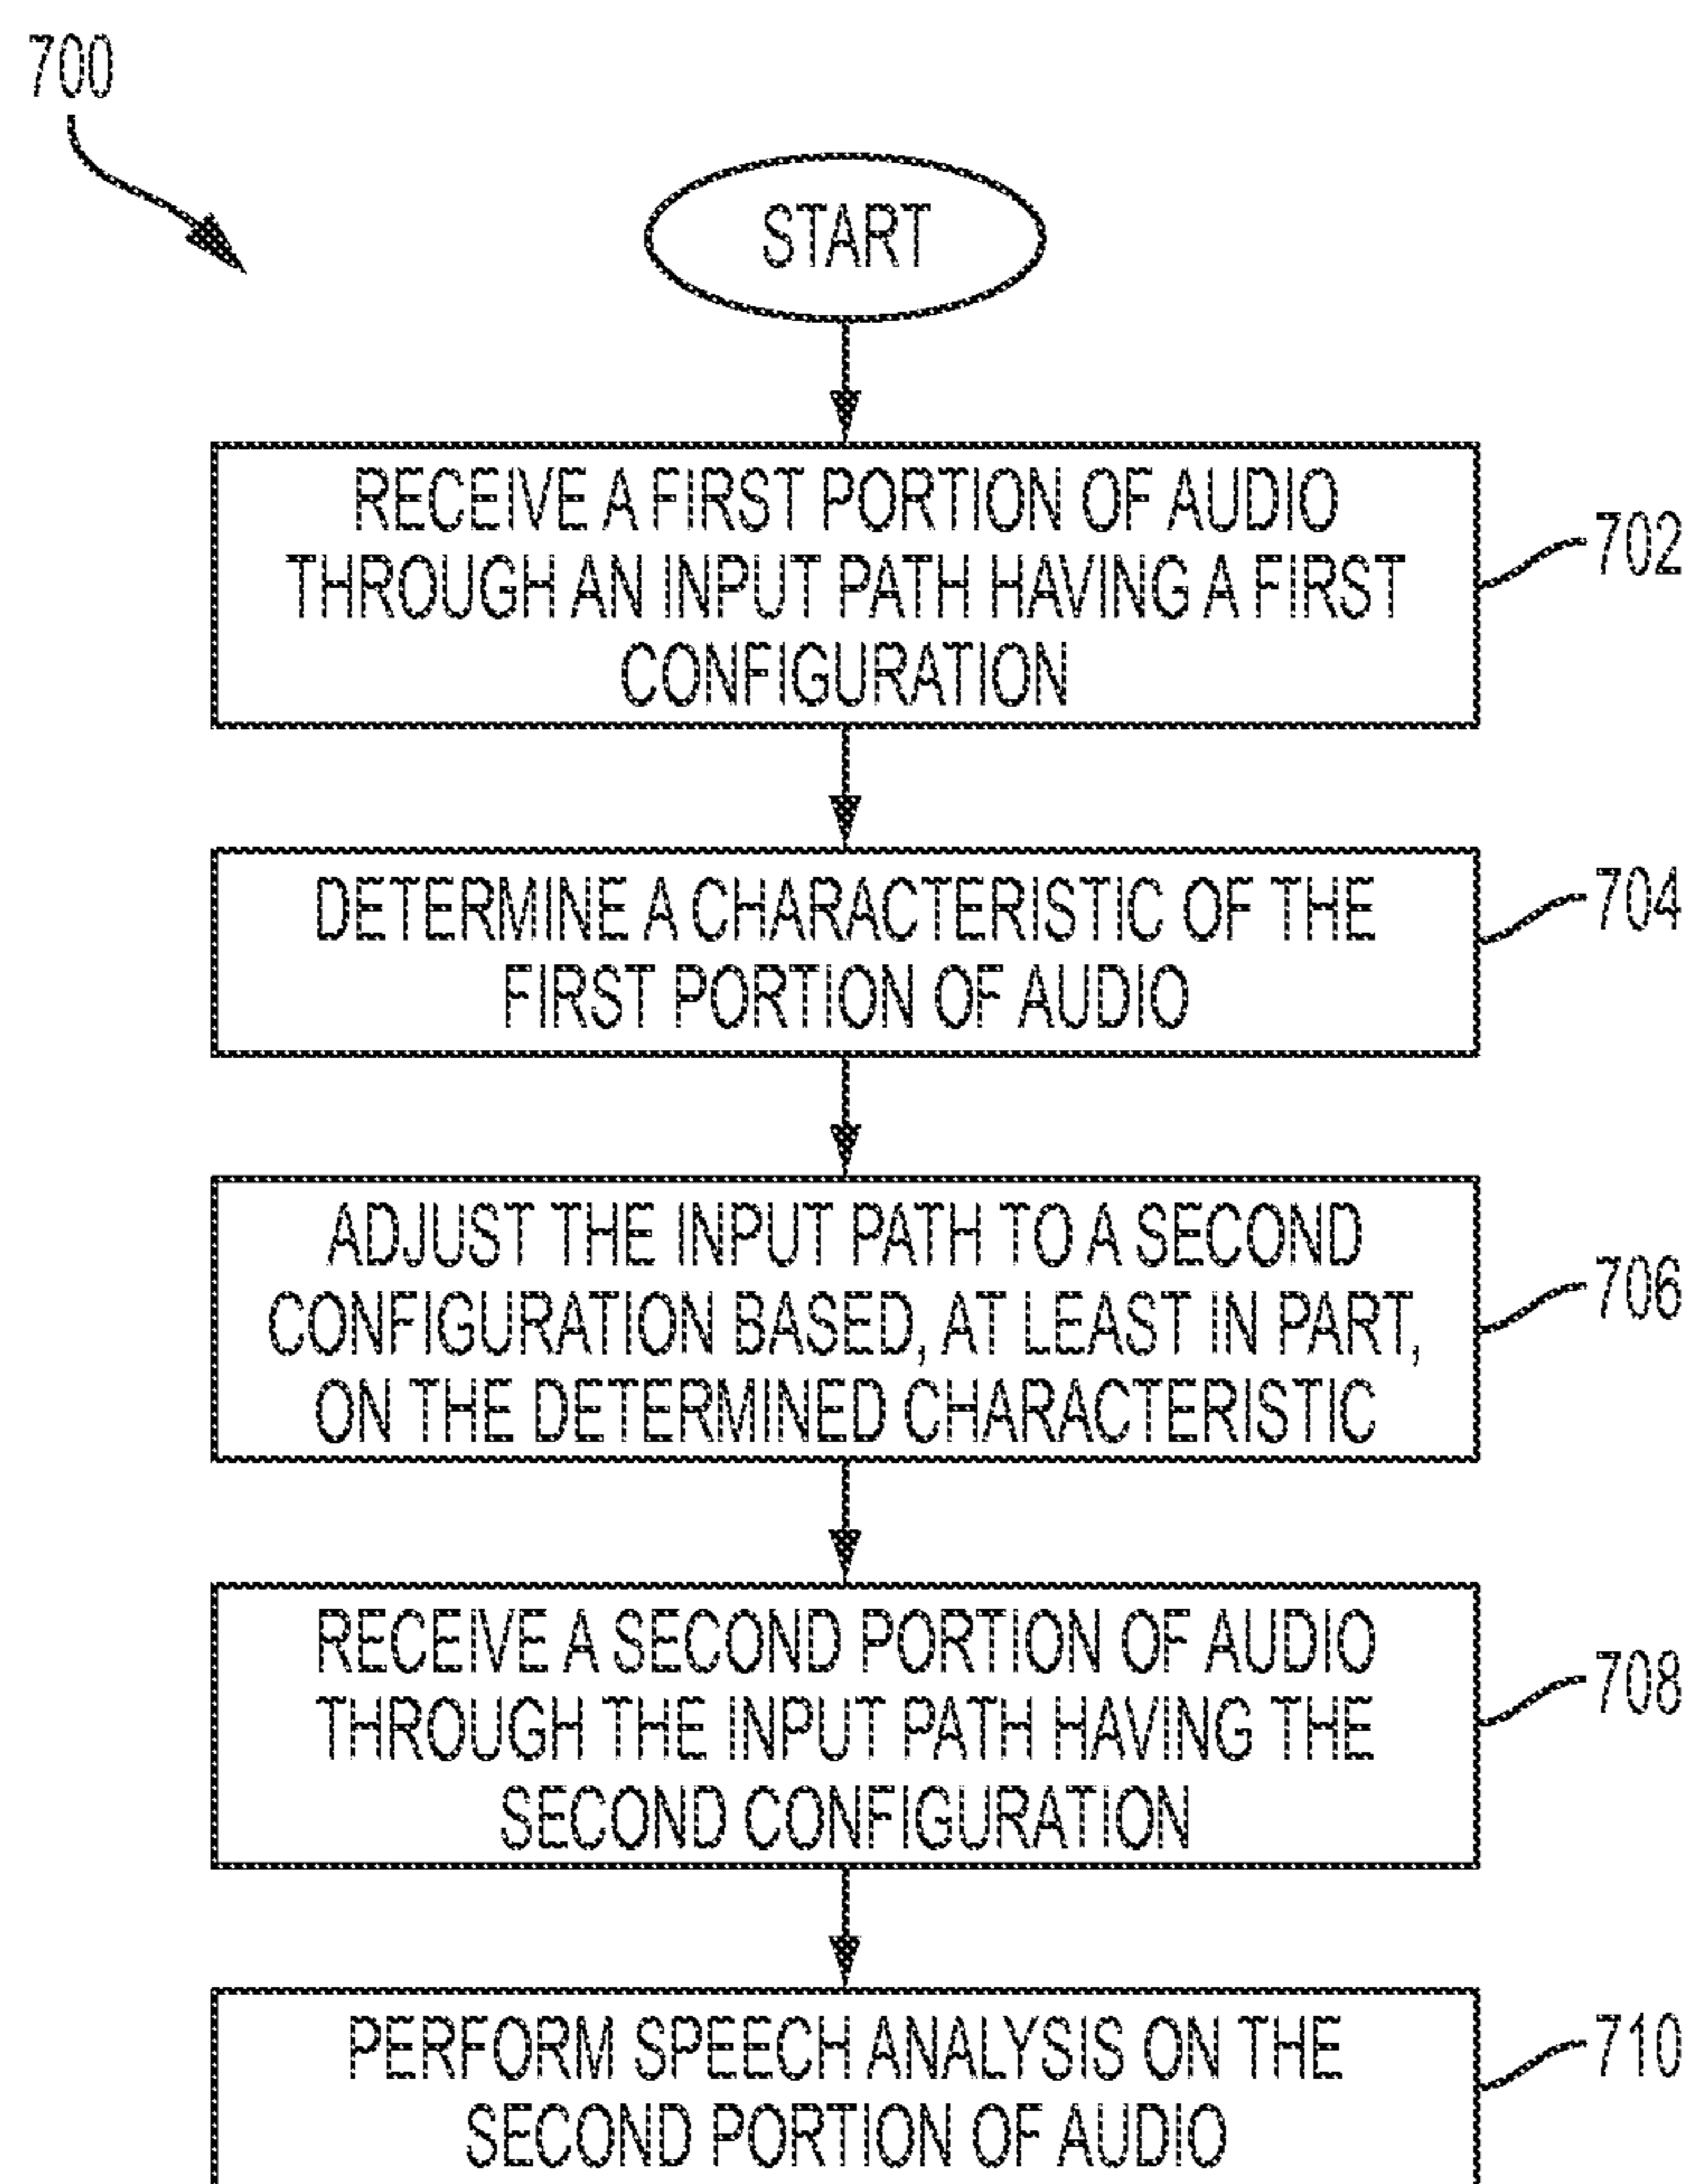 700
START
RECEIVE A FIRST PORTION OF AUDIO
THROUGH AN INPUT PATH HAVING A FIRST
CONFIGURATION
702
DETERMINE A CHARACTERISTIC OF THE
FIRST PORTION OF AUDIO
704
ADJUST THE INPUT PATH TO A SECOND
CONFIGURATION BASED, AT LEAST IN PART,
ON THE DETERMINED CHARACTERISTIC
706
RECEIVE A SECOND PORTION OF AUDIO
THROUGH THE INPUT PATH HAVING THE
SECOND CONFIGURATION
708
PERFORM SPEECH ANALYSIS ON THE
SECOND PORTION OF AUDIO
710